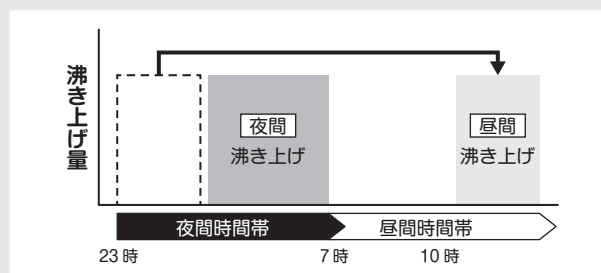 沸き上げ量
夜間
沸き上げ
昼間
沸き上げ
夜間時間帯
昼間時間帯
23時
7時
10時